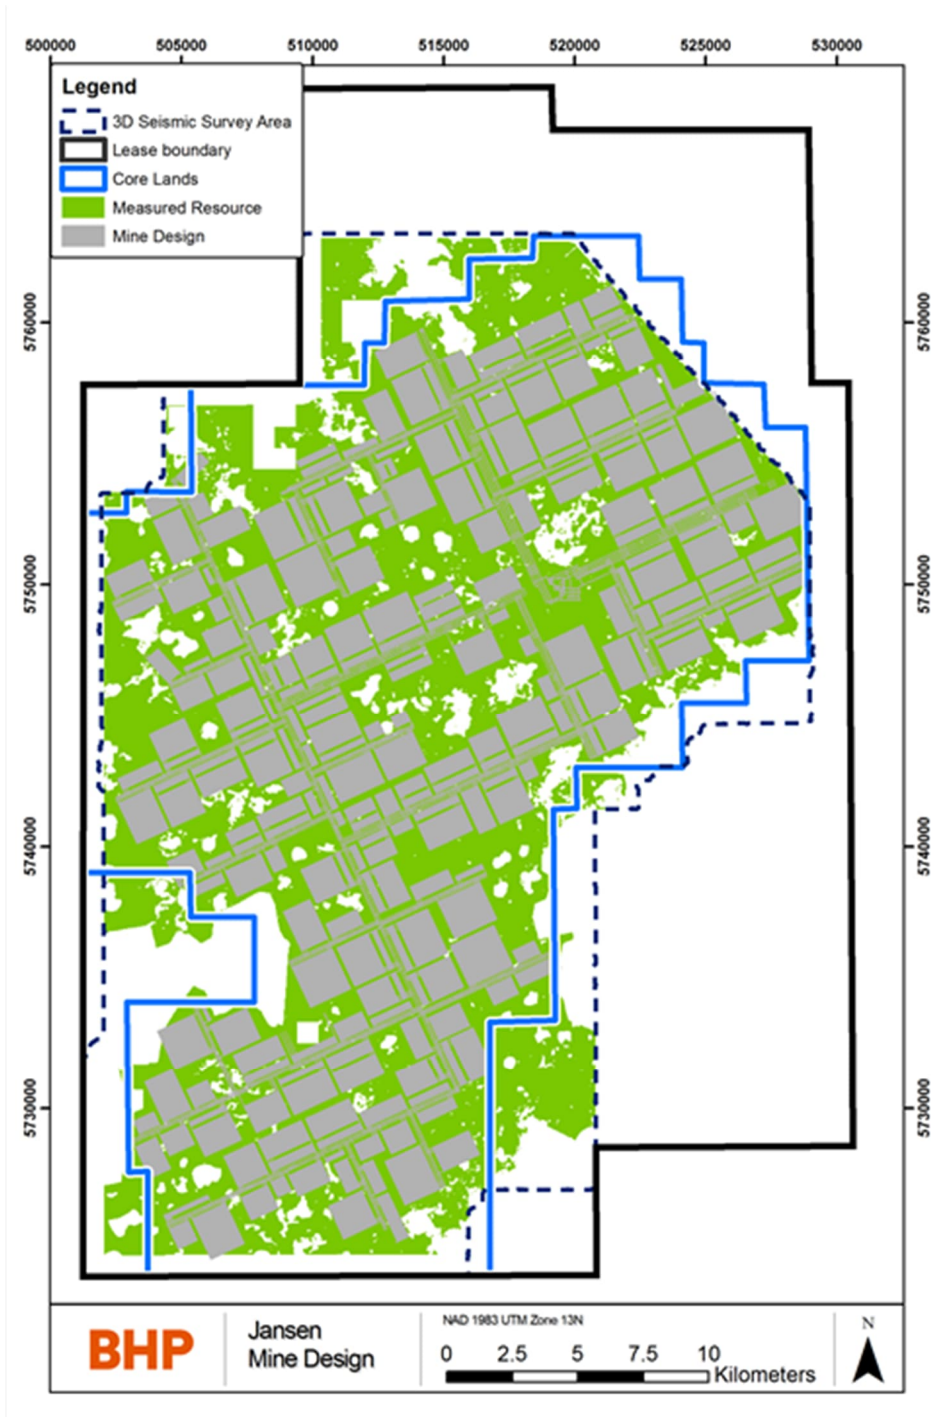 500000 505000 510000 515000 520000 525000 530000
Legend
3D Seismic Survey Area
Lease boundary
Core Lands
Measured Resource
Mine Design
5760000 5760000
5750000 5750000
5740000 5740000
5730000 5730000
BHP
Jansen
Mine Design
NAD 1983 UTM Zone 13N
0 2.5 5 7.5 10
Kilometers
N